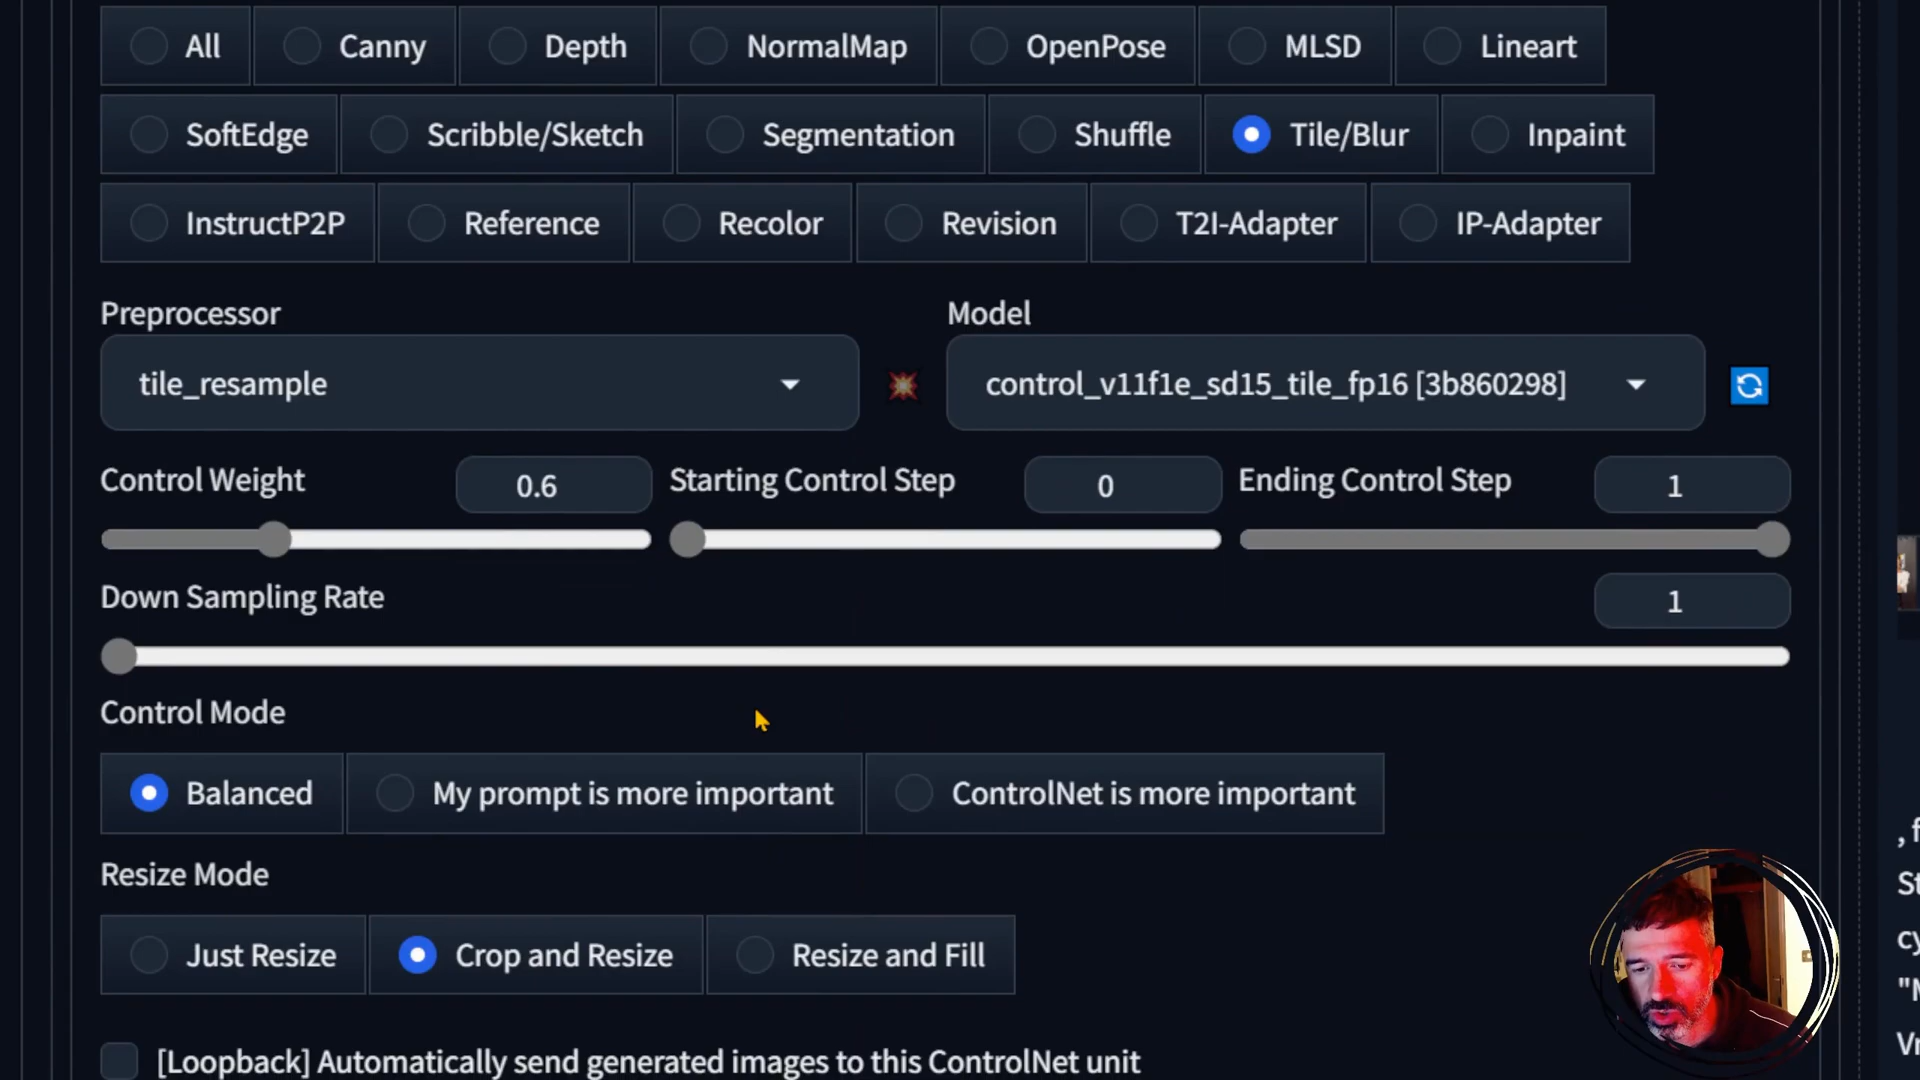 All Canny Depth NormalMap OpenPose MLSD Lineart
SoftEdge Scribble/Sketch Segmentation Shuffle Tile/Blur Inpaint
InstructP2P Reference Recolor Revision T2I-Adapter IP-Adapter
Preprocessor Model
tile_resample control_v11f1e_sd15_tile_fp16 [3b860298]
Control Weight 0.6 Starting Control Step 0 Ending Control Step 1
Down Sampling Rate 1
Control Mode
Balanced My prompt is more important ControlNet is more important
Resize Mode
Just Resize Crop and Resize Resize and Fill
[Loopback] Automatically send generated images to this ControlNet unit